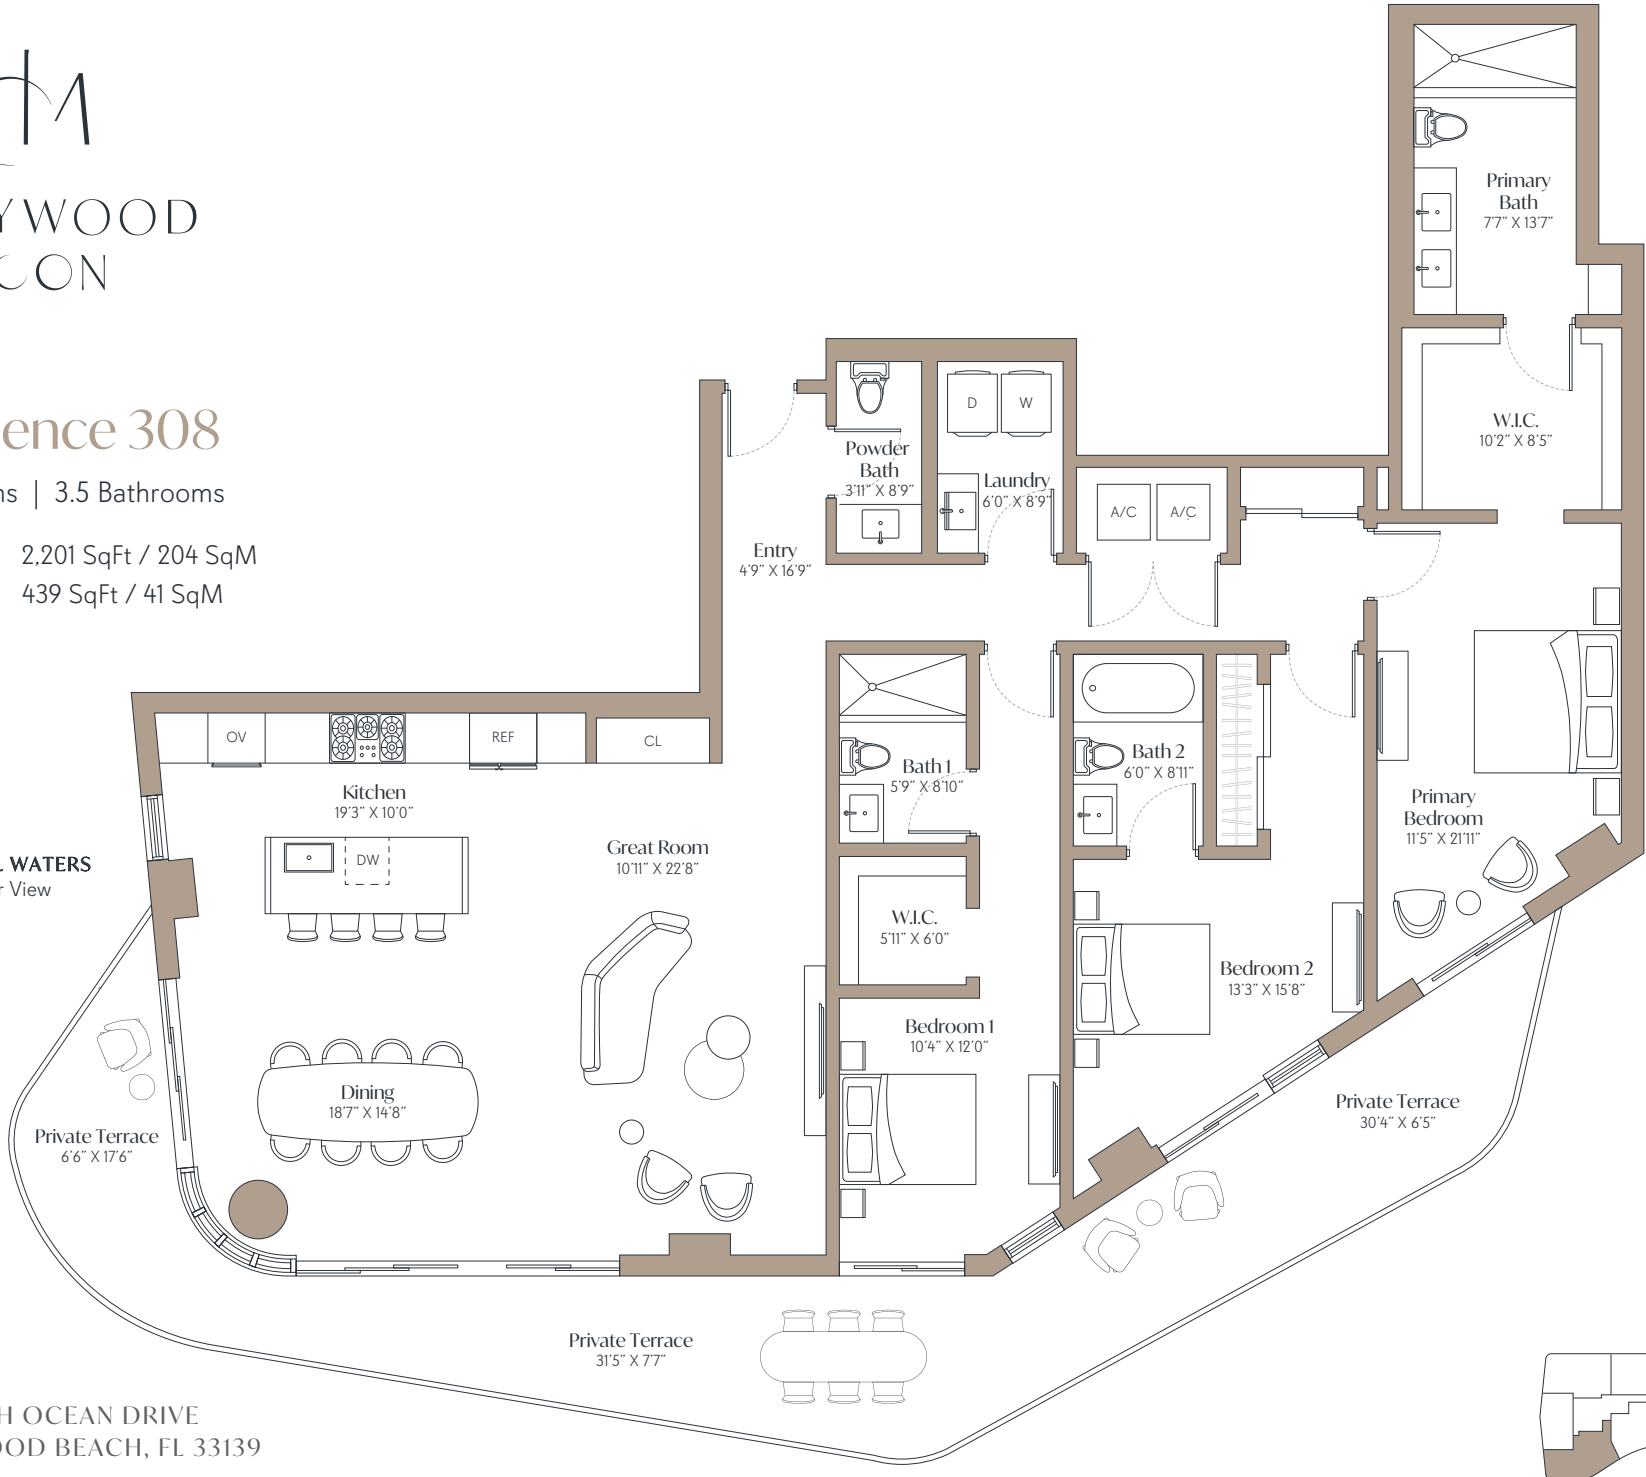 YWOOD
CON
ence 308
ns | 3.5 Bathrooms
2,201 SqFt / 204 SqM
439 SqFt / 41 SqM
L WATERS
r View
Primary
Bath
7'7" X 13'7"
W.I.C.
10'2" X 8'5"
D
W
Powder
Bath
3'11" X 8'9"
Laundry
6'0" X 8'9"
A/C
A/C
Entry
4'9" X 16'9"
OV
REF
CL
Kitchen
19'3" X 10'0"
DW
Great Room
10'11" X 22'8"
Bath 1
5'9" X 8'10"
Bath 2
6'0" X 8'11"
Primary
Bedroom
11'5" X 21'11"
W.I.C.
5'11" X 6'0"
Bedroom 2
13'3" X 15'8"
Bedroom 1
10'4" X 12'0"
Dining
18'7" X 14'8"
Private Terrace
6'6" X 17'6"
Private Terrace
30'4" X 6'5"
Private Terrace
31'5" X 7'7"
H OCEAN DRIVE
OOD BEACH, FL 33139